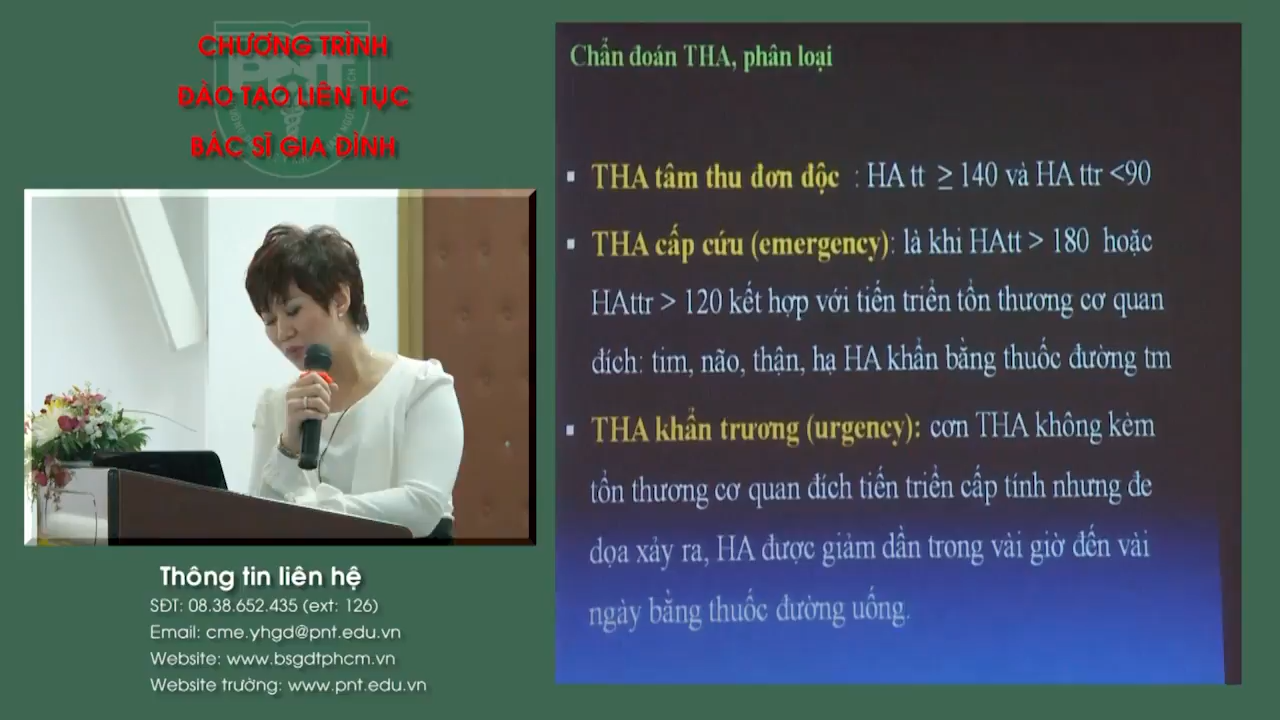 CHƯƠNG TRÌNH
ĐÀO TẠO LIÊN TỤC
BÁC SĨ GIA ĐÌNH
PNT
Thông tin liên hệ
SĐT: 08.38.652.435 (ext: 126)
Email: cme.yhgd@pnt.edu.vn
Website: www.bsgdtphcm.vn
Website trường: www.pnt.edu.vn
Chẩn đoán THA, phân loại
▪ THA tâm thu đơn độc : HA tt ≥ 140 và HA ttr <90
▪ THA cấp cứu (emergency): là khi HAtt > 180 hoặc
HAttr > 120 kết hợp với tiến triển tổn thương cơ quan
đích: tim, não, thận, hạ HA khẩn bằng thuốc đường tm
▪ THA khẩn trương (urgency): cơn THA không kèm
tổn thương cơ quan đích tiến triển cấp tính nhưng đe
dọa xảy ra, HA được giảm dần trong vài giờ đến vài
ngày bằng thuốc đường uống.